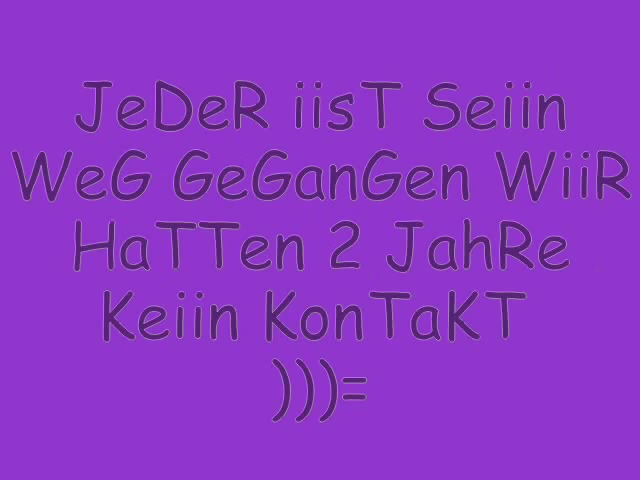 JeDeR iisT Seiin
WeG GeGanGen WiiR
HaTTen 2 JahRe
Keiin KonTaKT
)))=